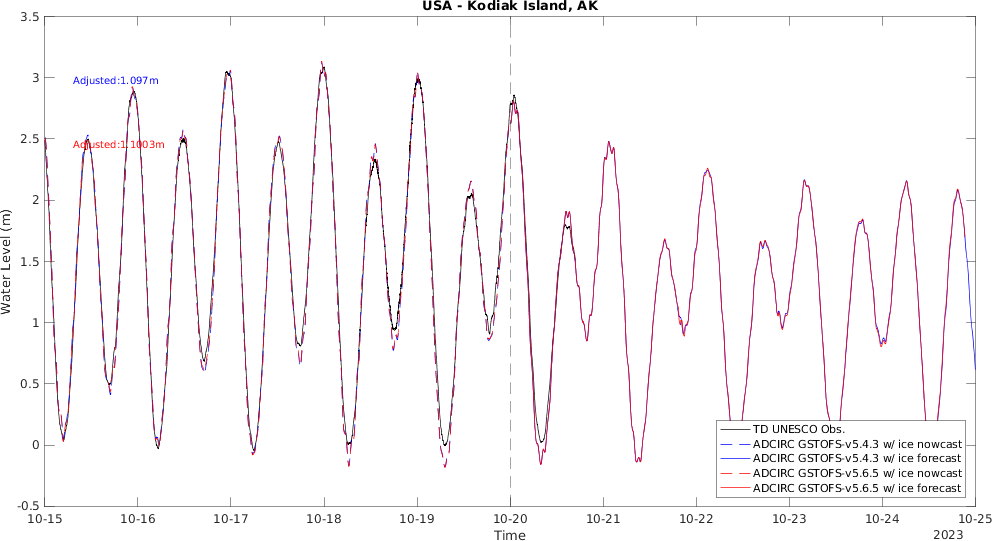 USA - Kodiak Island, AK
3.5
3
2.5
2
1.5
1
0.5
0
-0.5
Water Level (m)
Adjusted:1.097m
Adjusted:1.1003m
TD UNESCO Obs.
ADCIRC GSTOFS-v5.4.3 w/ ice nowcast
ADCIRC GSTOFS-v5.4.3 w/ ice forecast
ADCIRC GSTOFS-v5.6.5 w/ ice nowcast
ADCIRC GSTOFS-v5.6.5 w/ ice forecast
10-15 10-16 10-17 10-18 10-19 10-20 10-21 10-22 10-23 10-24 10-25
Time
2023